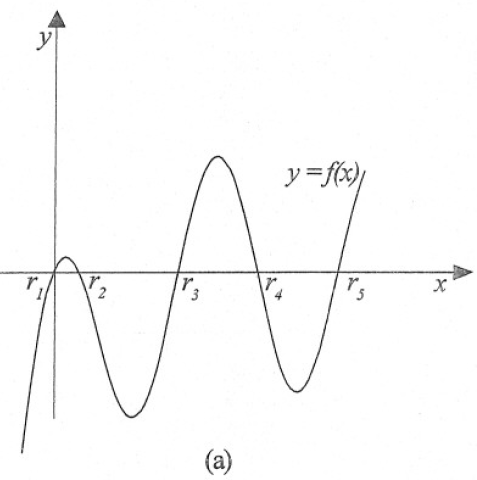 y
y = f(x)
r₁ r₂ r₃ r₄ r₅ x
(a)